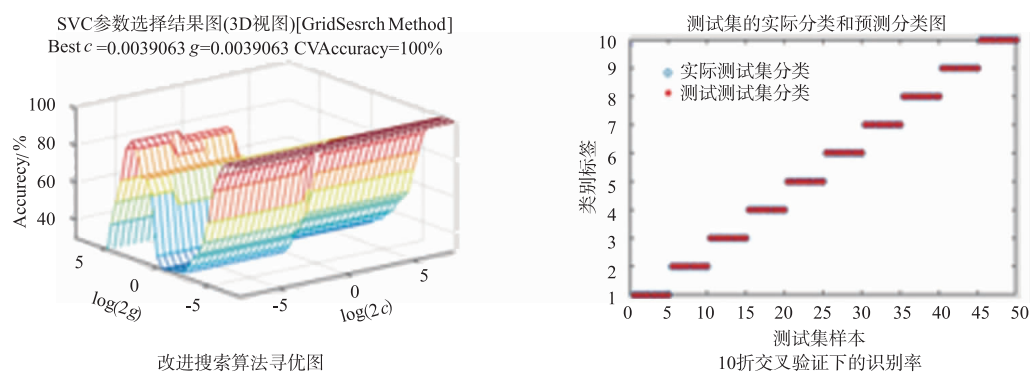 SVC参数选择结果图(3D视图)[GridSesrch Method]
Best c =0.0039063 g=0.0039063 CVAccuracy=100%
100
80
60
40
Accurecy/%
5
0
-5
log(2g)
-5
0
5
log(2c)
改进搜索算法寻优图
测试集的实际分类和预测分类图
10
9
8
7
6
5
4
3
2
1
类别标签
实际测试集分类
测试测试集分类
0 5 10 15 20 25 30 35 40 45 50
测试集样本
10折交叉验证下的识别率